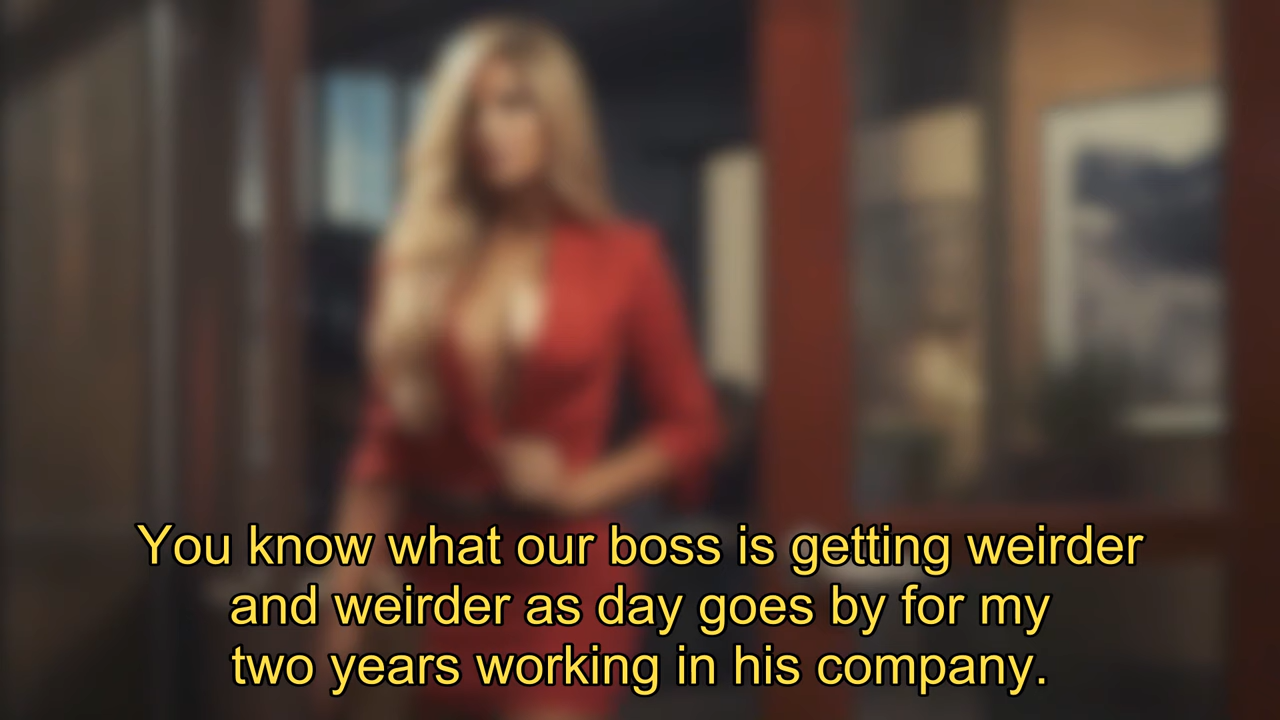 You know what our boss is getting weirder
and weirder as day goes by for my
two years working in his company.